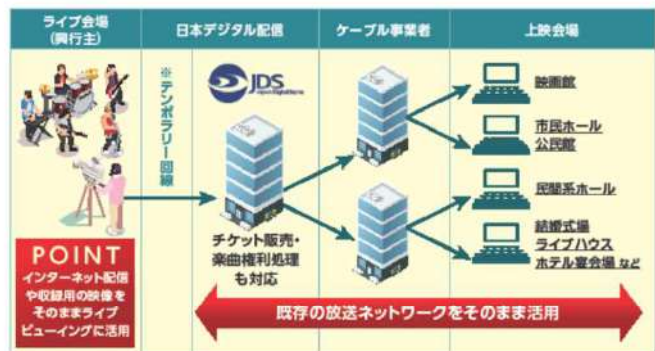 ライブ会場
(興行主)
日本デジタル配信
ケーブル事業者
上映会場
※テンポラリー回線
JDS
映画館
市民ホール
公民館
民間系ホール
結婚式場
ライブハウス
ホテル宴会場 など
チケット販売・
楽曲権利処理
も対応
POINT
インターネット配信
や収録用の映像を
そのままライブ
ビューイングに活用
既存の放送ネットワークをそのまま活用